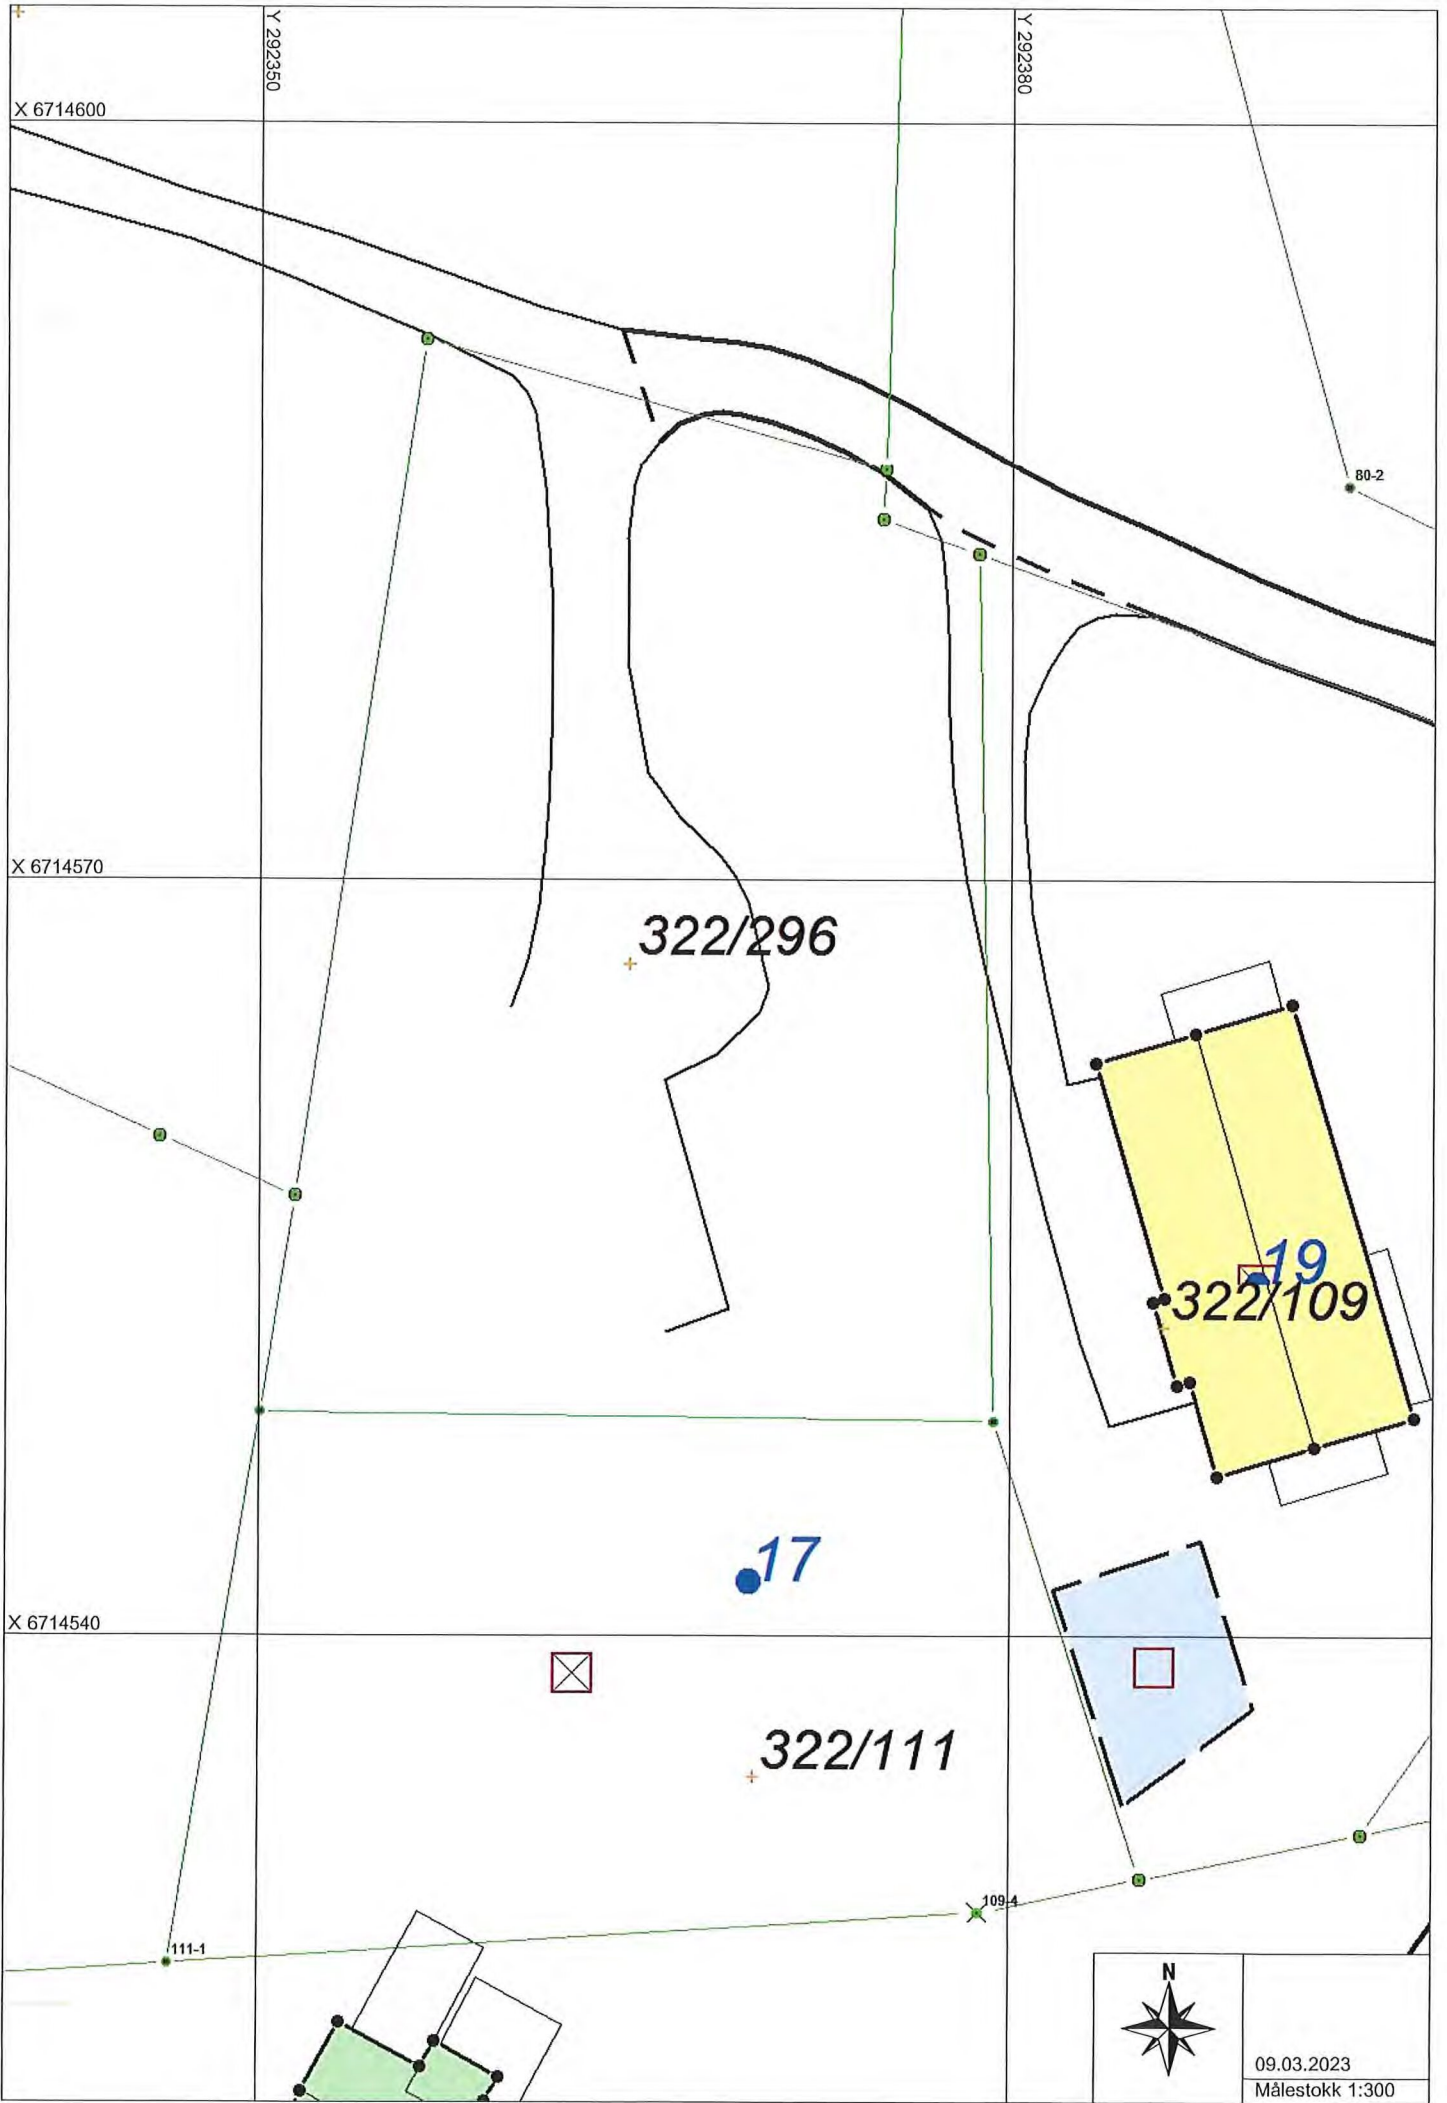 Y 292350
Y 292380
X 6714600
80-2
X 6714570
322/296
19
322/109
17
X 6714540
322/111
109-4
111-1
N
09.03.2023
Målestokk 1:300